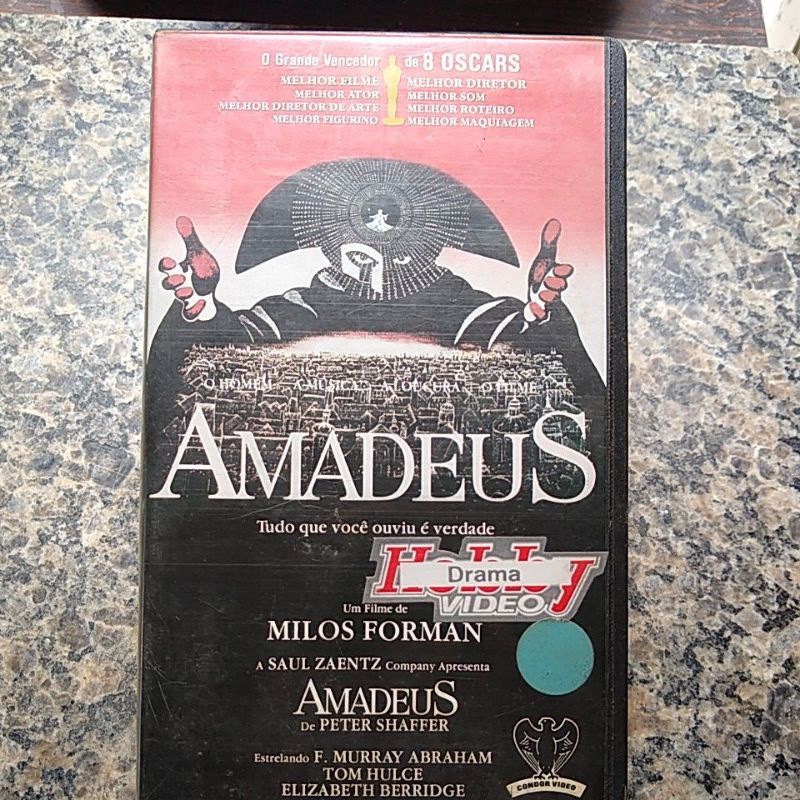 O Grande Vencedor de 8 OSCARS
MELHOR FILME MELHOR DIRETOR
MELHOR ATOR MELHOR SOM
MELHOR DIRETOR DE ARTE MELHOR ROTEIRO
MELHOR FIGURINO MELHOR MAQUIAGEM
O HOMEM... A MÚSICA... A LOUCURA... O FILME...
AMADEUS
Tudo que você ouviu é verdade
Hobby
Drama
VIDEO
Um Filme de
MILOS FORMAN
A SAUL ZAENTZ Company Apresenta
AMADEUS
De PETER SHAFFER
Estrelando F. MURRAY ABRAHAM
TOM HULCE
ELIZABETH BERRIDGE
CONDOR VIDEO